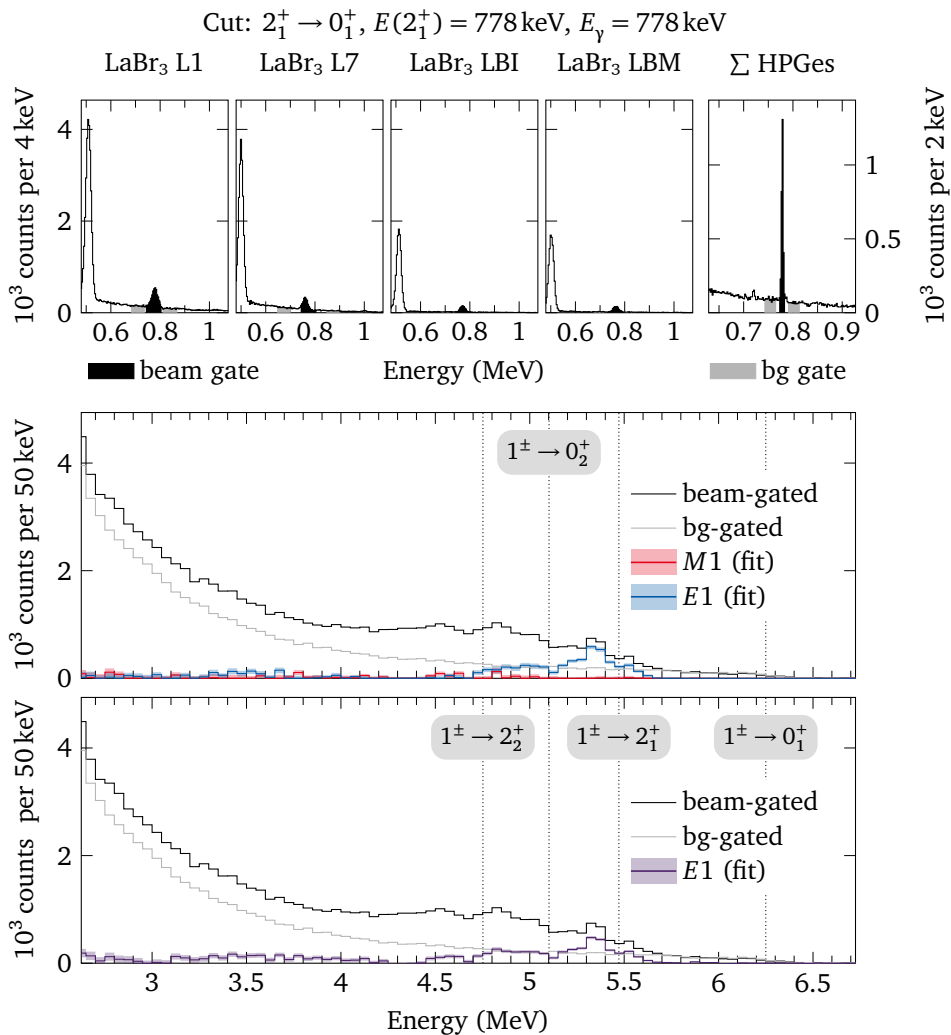 Cut: 2₁⁺ → 0₁⁺, E(2₁⁺) = 778 keV, Eγ = 778 keV
LaBr₃ L1 LaBr₃ L7 LaBr₃ LBI LaBr₃ LBM ∑ HPGes
10³ counts per 4 keV
4
2
0
0.6 0.8 1 0.6 0.8 1 0.6 0.8 1 0.6 0.8 1 0.7 0.8 0.9
1
0.5
0
10³ counts per 2 keV
beam gate Energy (MeV) bg gate
10³ counts per 50 keV
4
2
0
1± → 0₂⁺
beam-gated
bg-gated
M1 (fit)
E1 (fit)
10³ counts per 50 keV
4
2
0
1± → 2₂⁺ 1± → 2₁⁺ 1± → 0₁⁺
beam-gated
bg-gated
E1 (fit)
3 3.5 4 4.5 5 5.5 6 6.5
Energy (MeV)